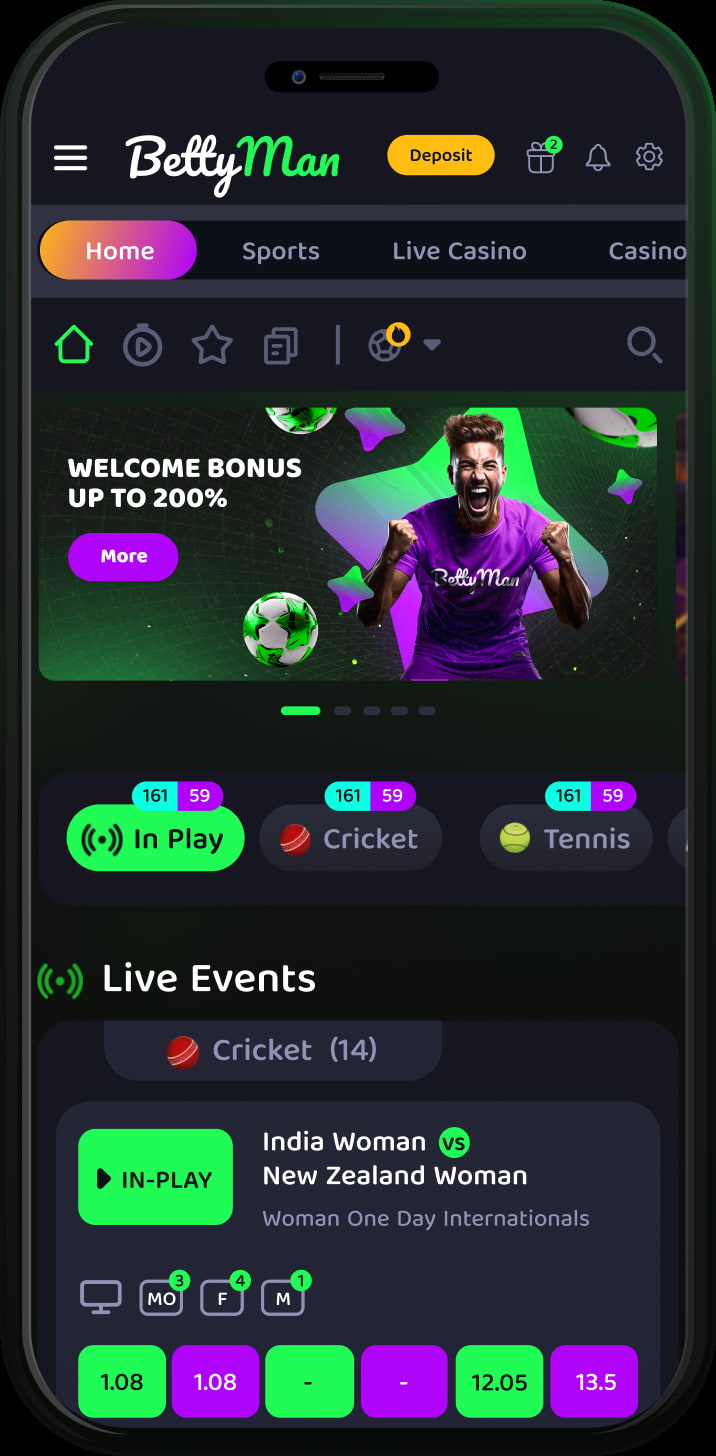 BettyMan
Deposit
2
Home Sports Live Casino Casino
WELCOME BONUS
UP TO 200%
More
BettyMan
161 59 161 59 161 59
In Play Cricket Tennis
Live Events
Cricket (14)
IN-PLAY
India Woman VS
New Zealand Woman
Woman One Day Internationals
MO 3 F 4 M 1
1.08 1.08 - - 12.05 13.5